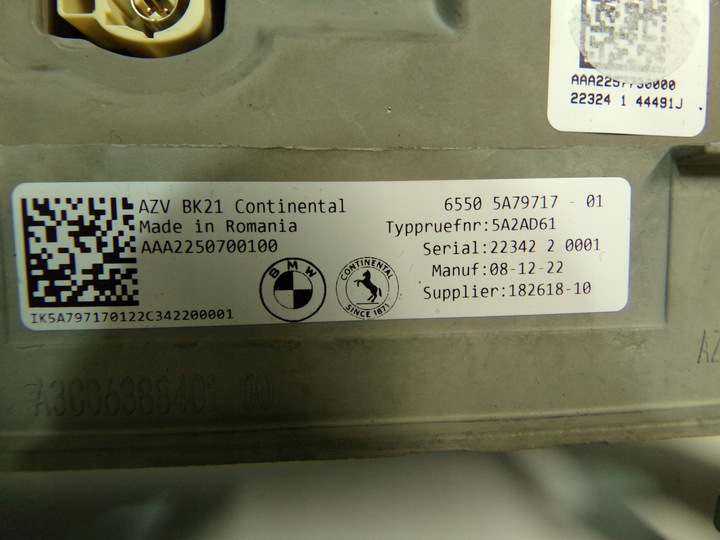 22324 1 44491J
AZV BK21 Continental
Made in Romania
AAA2250700100
6550 5A79717 - 01
Typpruefnr:5A2AD61
Serial:22342 2 0001
Manuf:08-12-22
Supplier:182618-10
BMW
CONTINENTAL
SINCE 1871
IK5A797170122C342200001